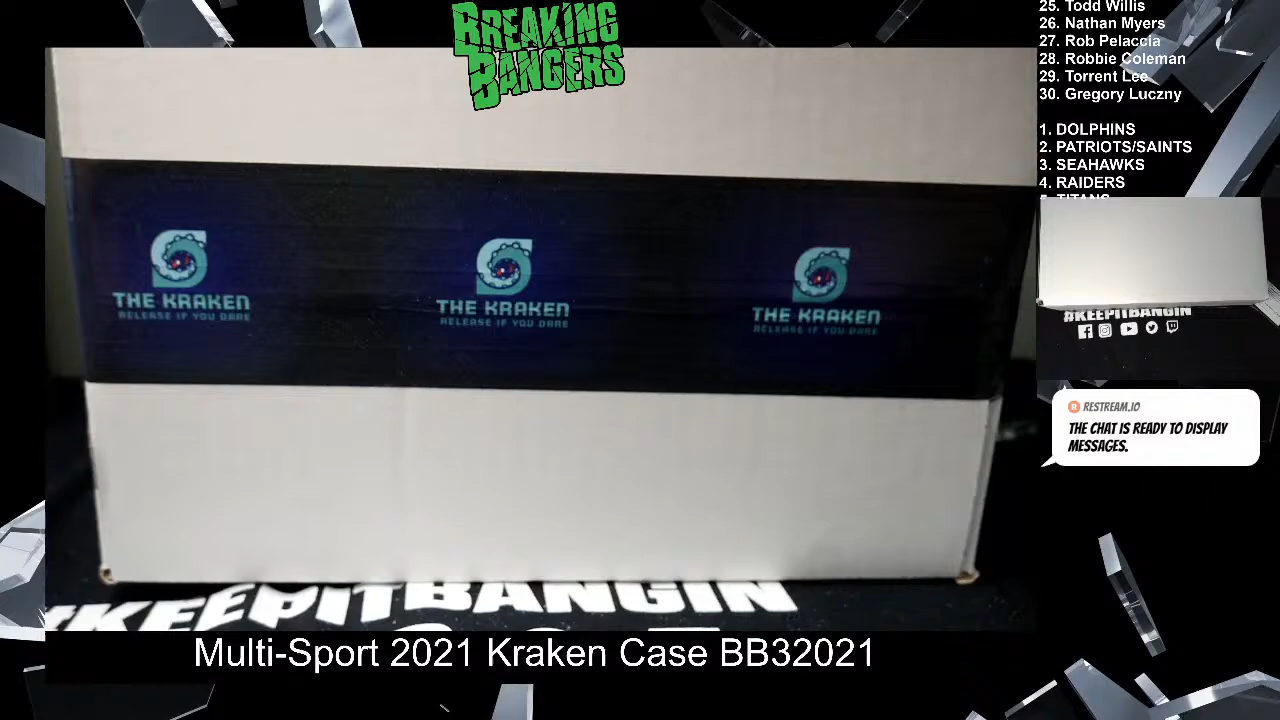 BREAKING
BANGERS
25. Todd Willis
26. Nathan Myers
27. Rob Pelaccia
28. Robbie Coleman
29. Torrent Lee
30. Gregory Luczny
1. DOLPHINS
2. PATRIOTS/SAINTS
3. SEAHAWKS
4. RAIDERS
5. TITANS
THE KRAKEN
RELEASE IF YOU DARE
THE KRAKEN
RELEASE IF YOU DARE
THE KRAKEN
RELEASE IF YOU DARE
#KEEPITBANGIN
RESTREAM.IO
THE CHAT IS READY TO DISPLAY
MESSAGES.
#KEEPITBANGIN
Multi-Sport 2021 Kraken Case BB32021